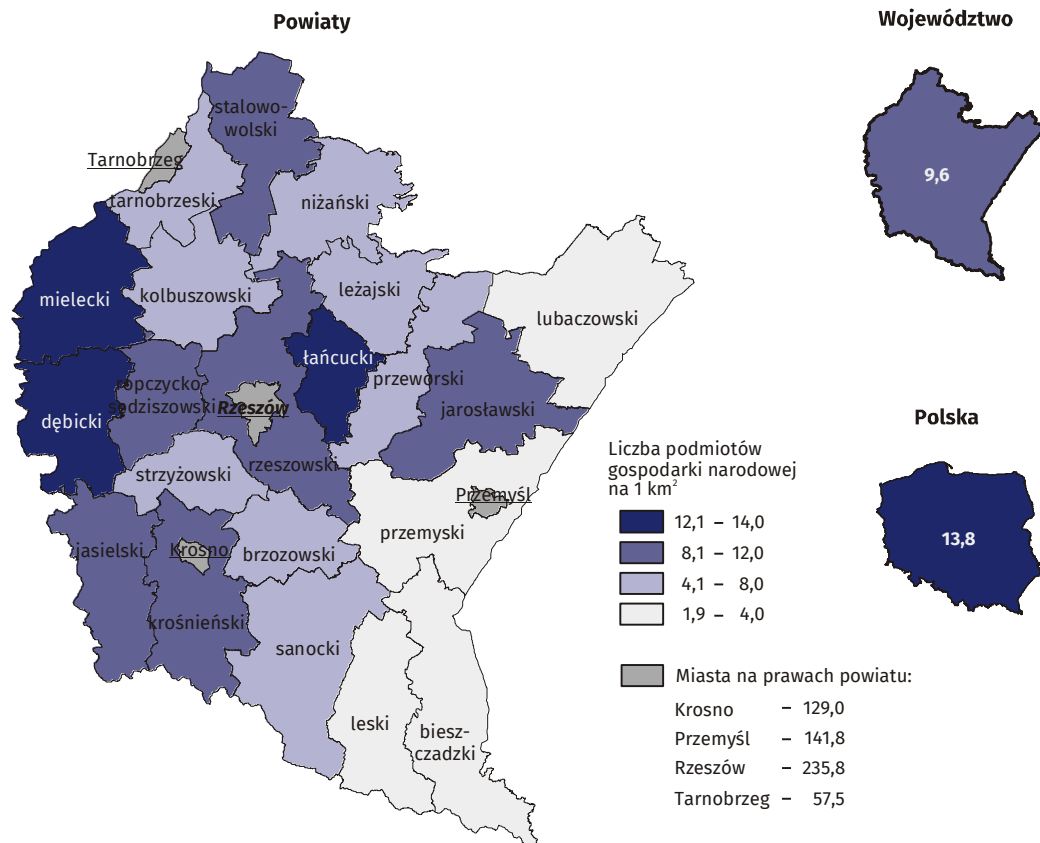 Powiaty
Województwo
stalowo-
wolski
Tarnobrzeg
tarnobrzeski
niżański
9,6
mielecki
kolbuszowski
leżajski
lubaczowski
łańcucki
ropczycko-
sędziszowski
Rzeszów
przeworski
jarosławski
dębicki
Polska
strzyżowski
rzeszowski
Przemyśl
przemyski
jasielski
Krosno
brzozowski
krośnieński
sanocki
leski
biesz-
czadzki
13,8
Liczba podmiotów
gospodarki narodowej
na 1 km²
12,1 – 14,0
8,1 – 12,0
4,1 – 8,0
1,9 – 4,0
Miasta na prawach powiatu:
Krosno – 129,0
Przemyśl – 141,8
Rzeszów – 235,8
Tarnobrzeg – 57,5